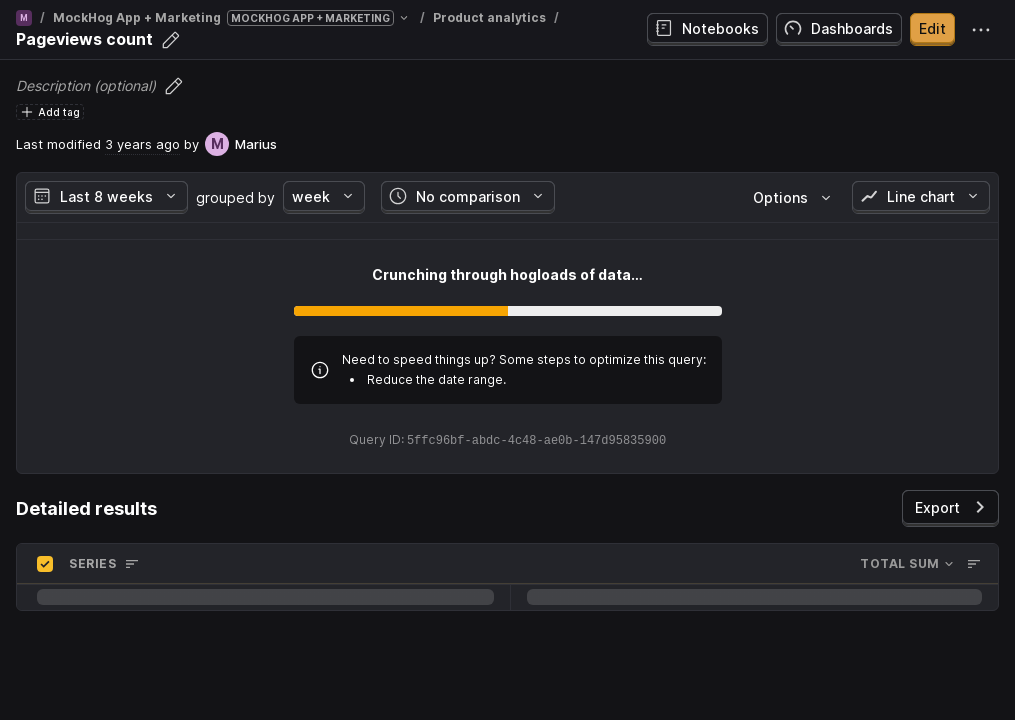 M / MockHog App + Marketing MOCKHOG APP + MARKETING / Product analytics /
Pageviews count
Notebooks Dashboards Edit
Description (optional)
Add tag
Last modified 3 years ago by M Marius
Last 8 weeks grouped by week No comparison Options Line chart
Crunching through hogloads of data...
Need to speed things up? Some steps to optimize this query:
• Reduce the date range.
Query ID: 5ffc96bf-abdc-4c48-ae0b-147d95835900
Detailed results
Export
SERIES TOTAL SUM